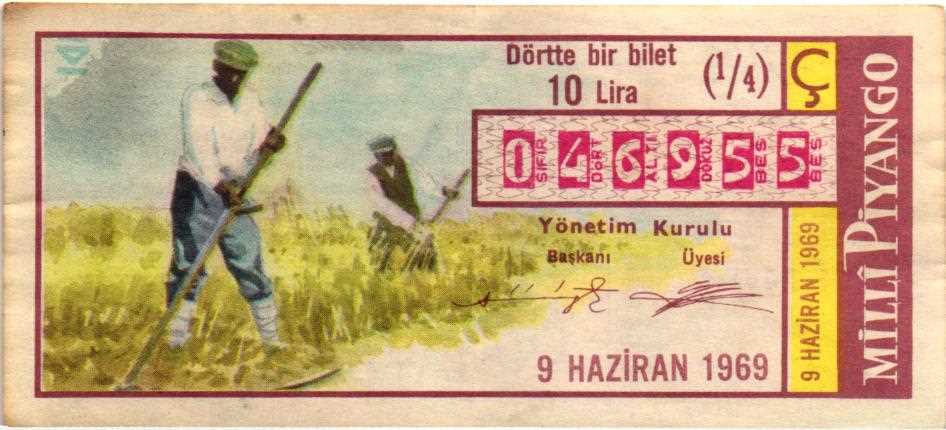 Dörtte bir bilet
10 Lira
(1/4)
Ç
0 4 6 9 5 5
SIFIR DÖRT ALTI DOKUZ BEŞ BEŞ
Yönetim Kurulu
Başkanı Üyesi
9 HAZİRAN 1969
9 HAZİRAN 1969
MİLLÎ PİYANGO